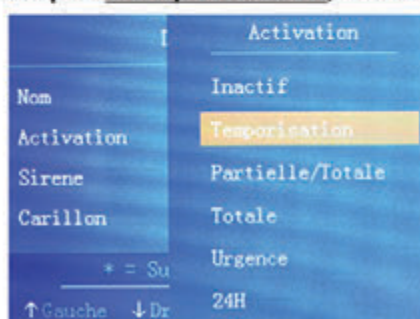 Activation
Nom
Activation
Sirene
Carillon
* = Su
↑Gauche ↓Dr
Inactif
Temporisation
Partielle/Totale
Totale
Urgence
24H